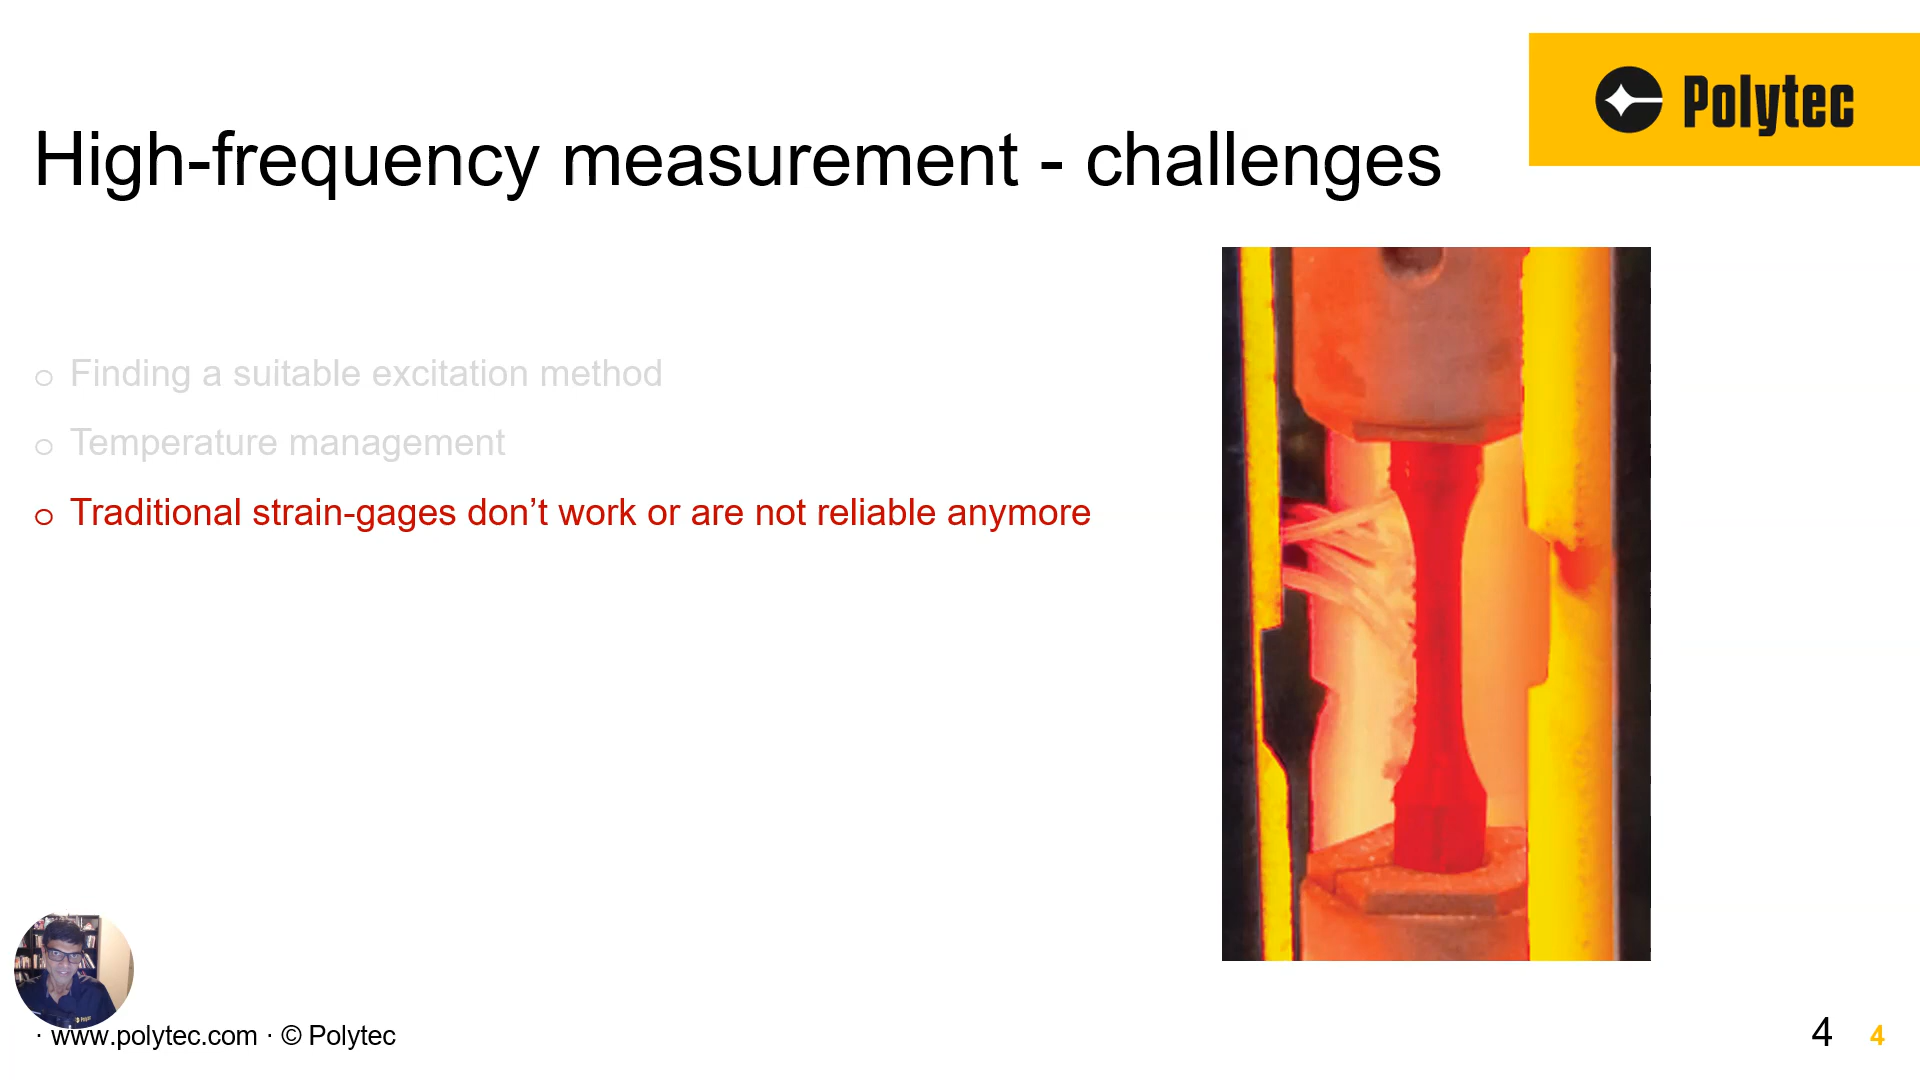 Polytec
High-frequency measurement - challenges
Finding a suitable excitation method
Temperature management
Traditional strain-gages don’t work or are not reliable anymore
· www.polytec.com · © Polytec
4 4